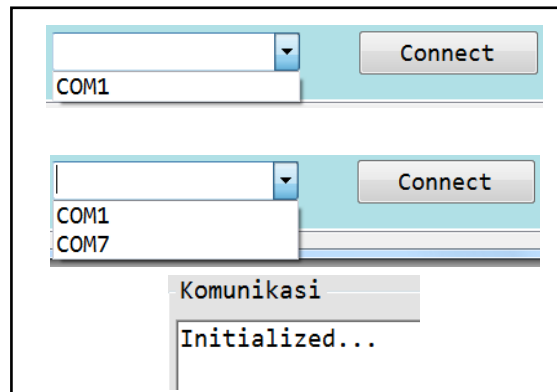 Connect
COM1
Connect
COM1
COM7
Komunikasi
Initialized...